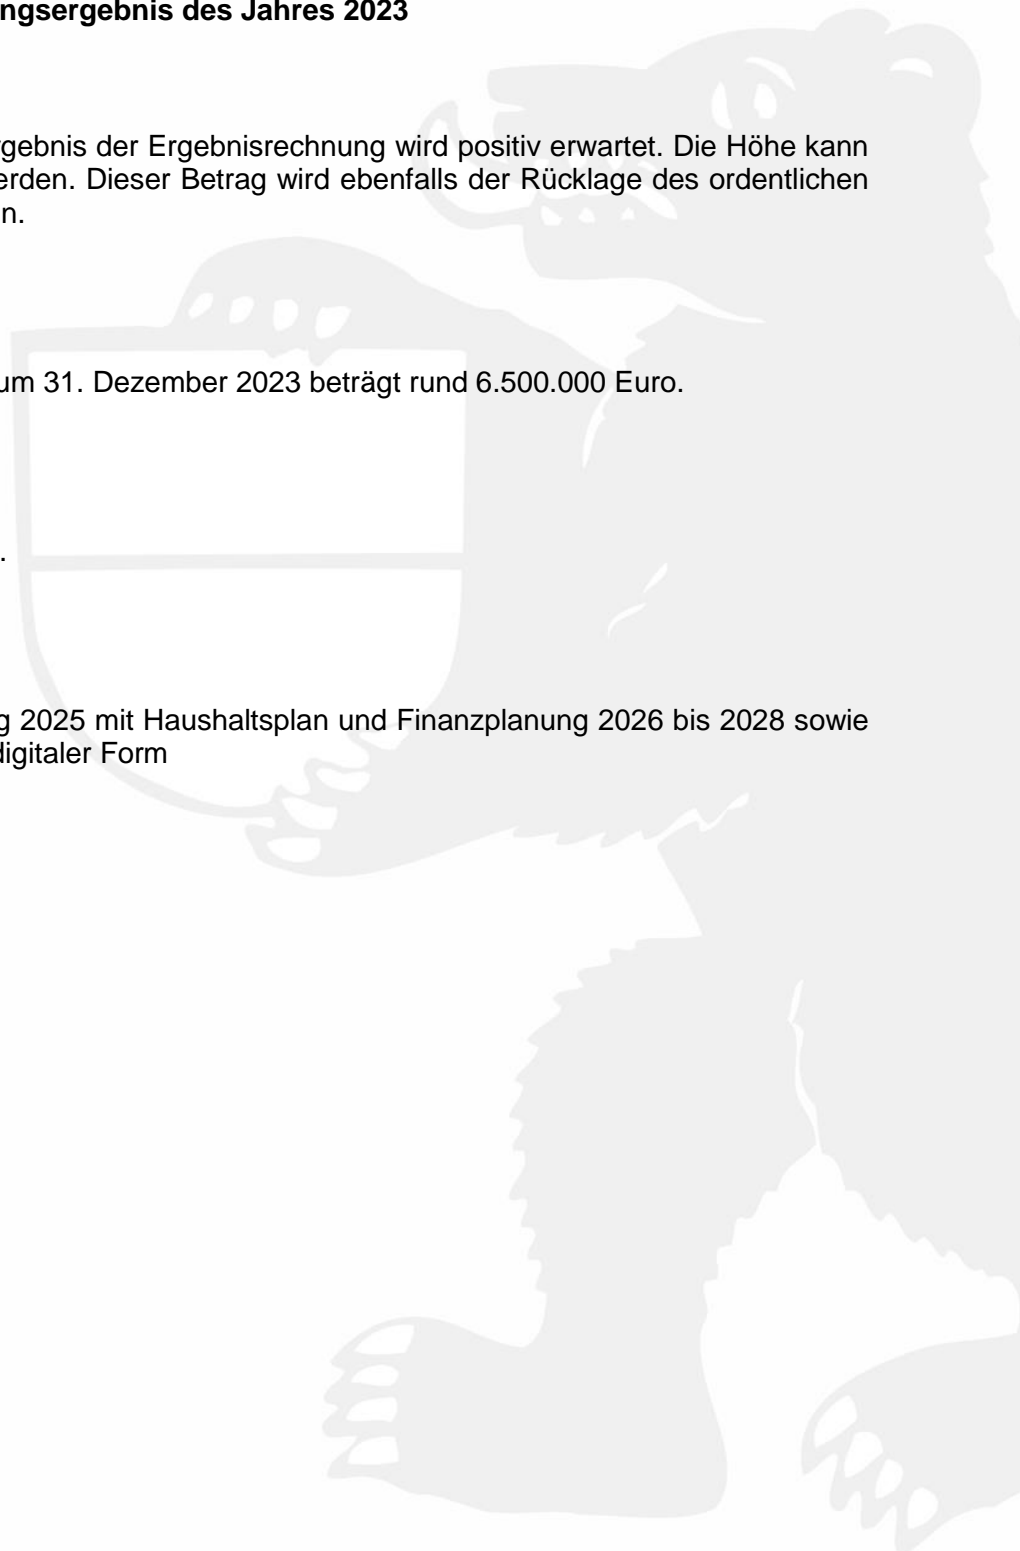 ngsergebnis des Jahres 2023
rgebnis der Ergebnisrechnung wird positiv erwartet. Die Höhe kann
erden. Dieser Betrag wird ebenfalls der Rücklage des ordentlichen
n.
um 31. Dezember 2023 beträgt rund 6.500.000 Euro.
.
g 2025 mit Haushaltsplan und Finanzplanung 2026 bis 2028 sowie
digitaler Form